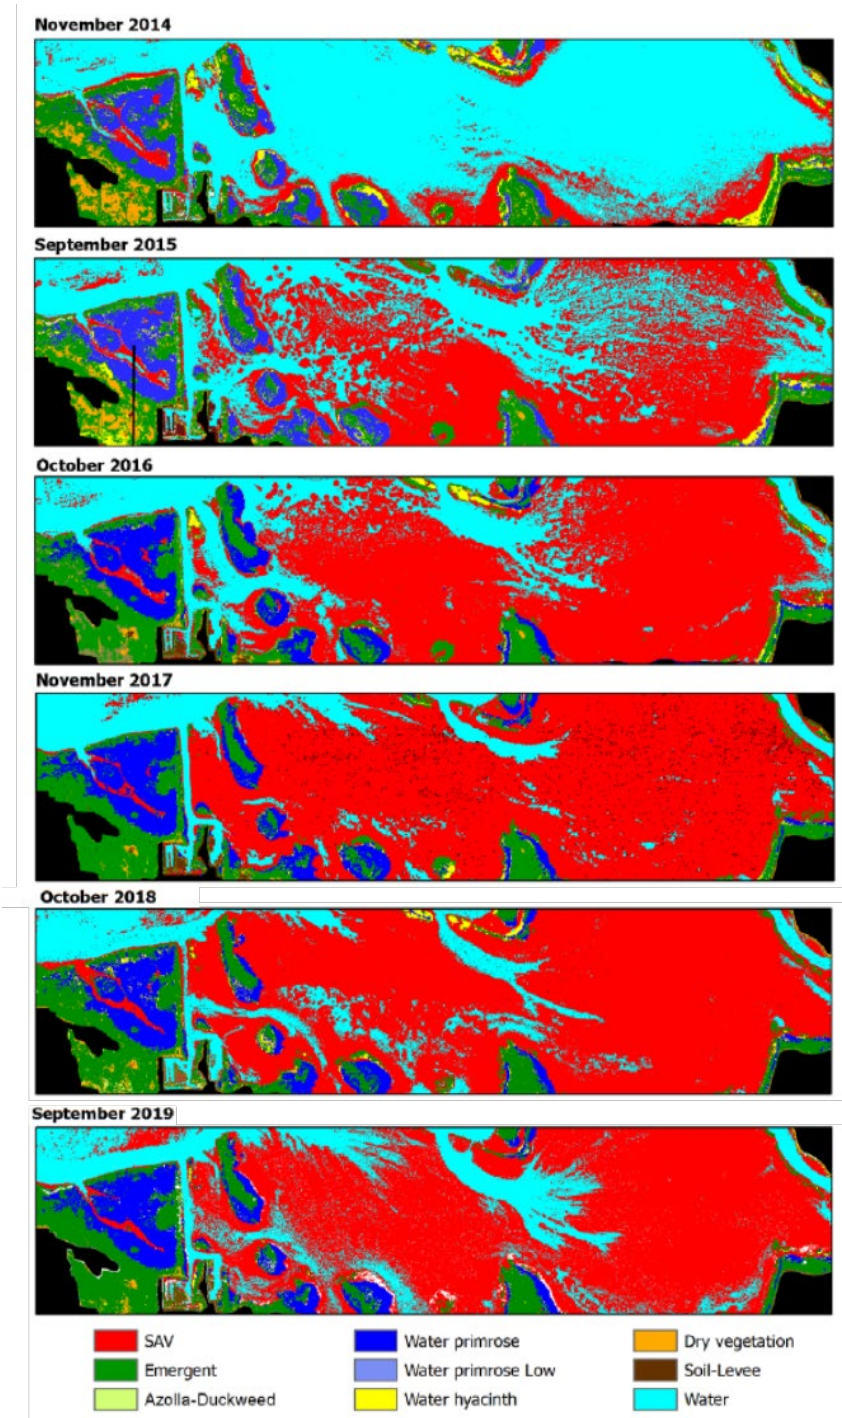 November 2014
September 2015
October 2016
November 2017
October 2018
September 2019
SAV
Water primrose
Dry vegetation
Emergent
Water primrose Low
Soil-Levee
Azolla-Duckweed
Water hyacinth
Water